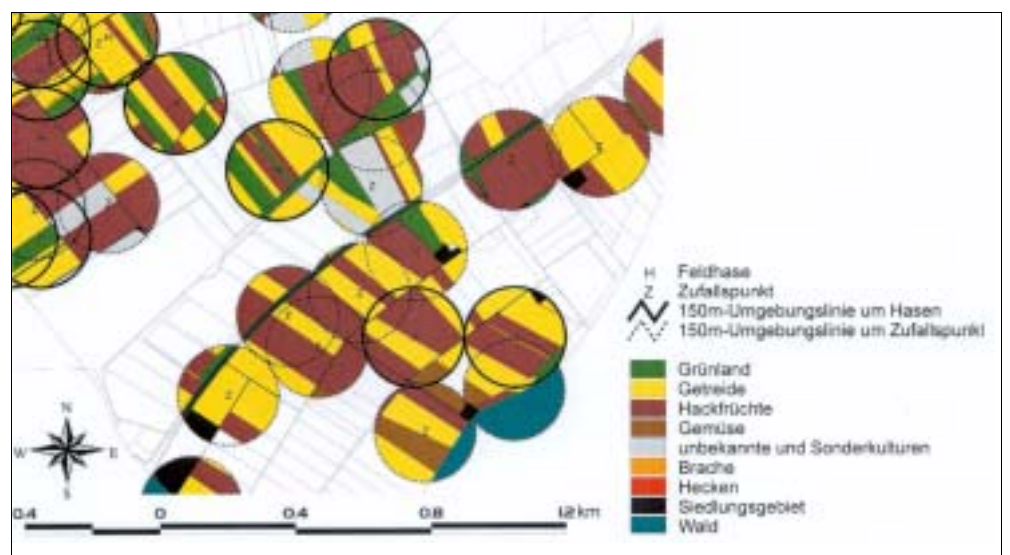 H Feldhase
Z Zufallspunkt
150m-Umgebungslinie um Hasen
150m-Umgebungslinie um Zufallspunkt
Grünland
Getreide
Hackfrüchte
Gemüse
unbekannte und Sonderkulturen
Brache
Hecken
Siedlungsgebiet
Wald
N
W E
S
0.4 0 0.4 0.8 1.2 km